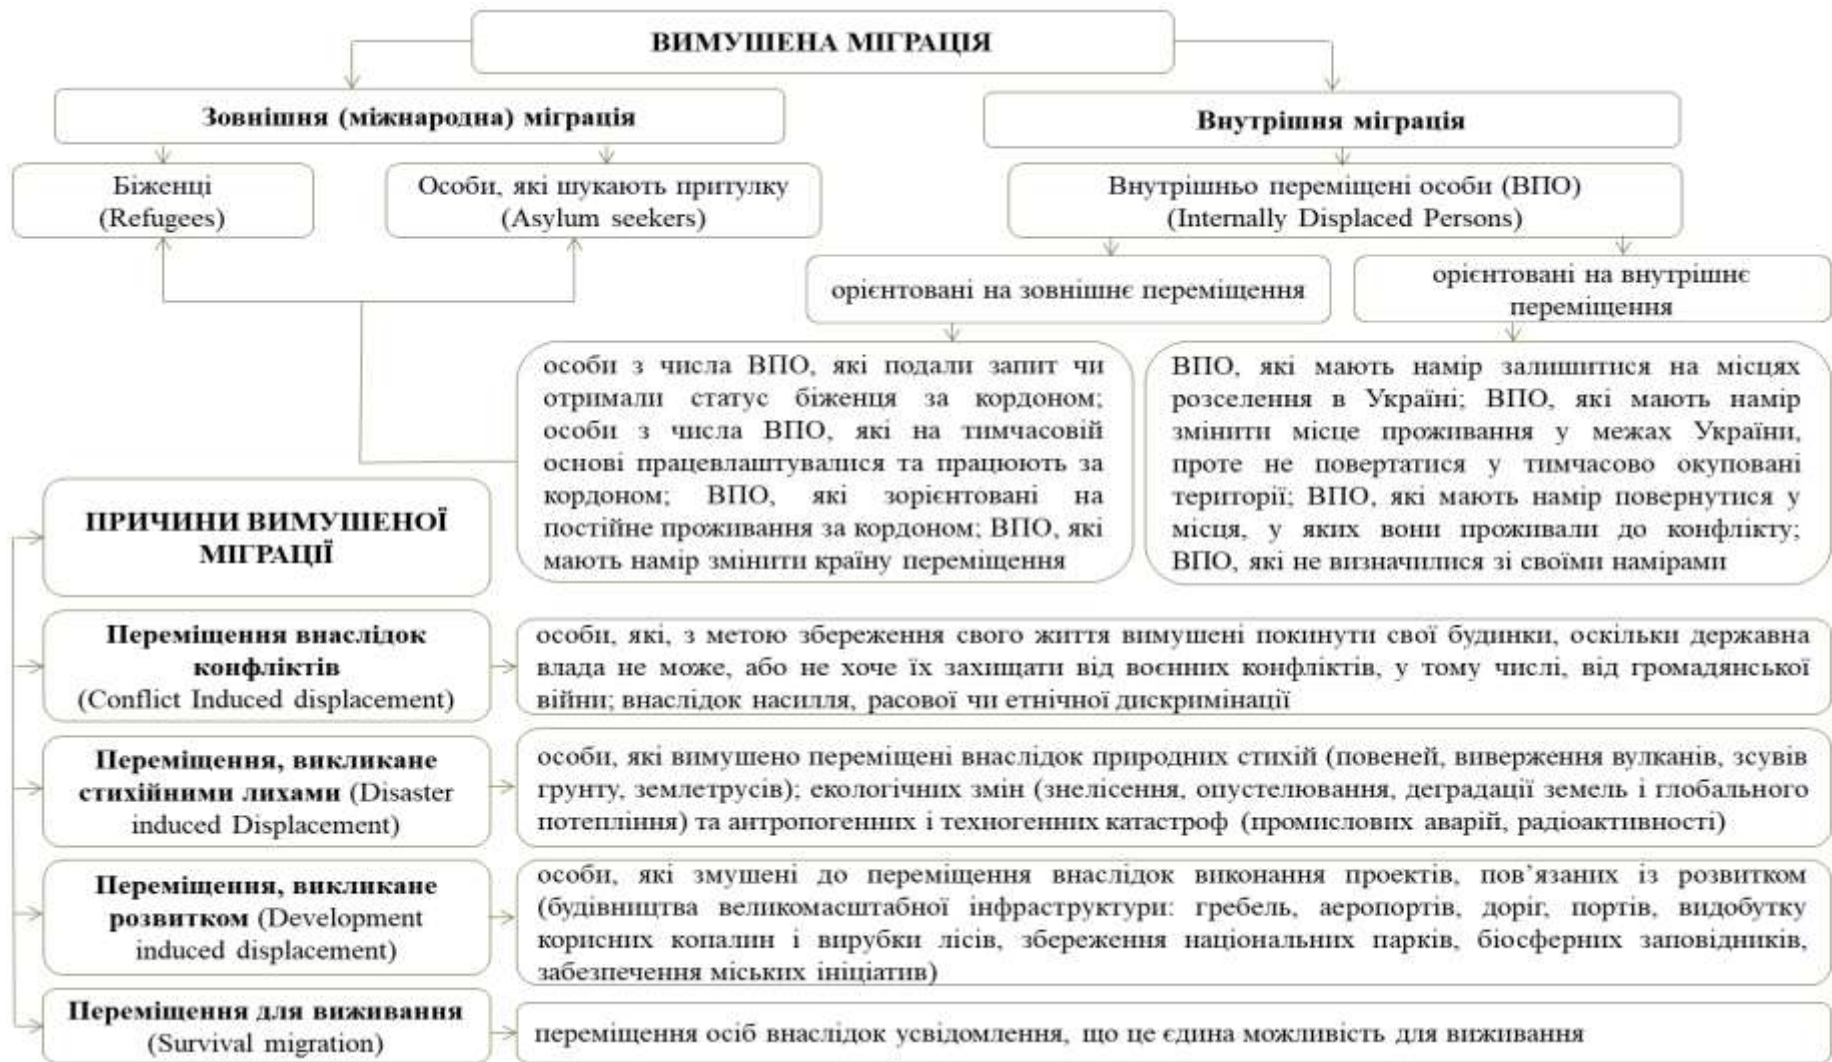 ВИМУШЕНА МІГРАЦІЯ
Зовнішня (міжнародна) міграція
Внутрішня міграція
Біженці
(Refugees)
Особи, які шукають притулку
(Asylum seekers)
Внутрішньо переміщені особи (ВПО)
(Internally Displaced Persons)
орієнтовані на зовнішнє переміщення
орієнтовані на внутрішнє
переміщення
особи з числа ВПО, які подали запит чи
отримали статус біженця за кордоном;
особи з числа ВПО, які на тимчасовій
основі працевлаштувалися та працюють за
кордоном; ВПО, які зорієнтовані на
постійне проживання за кордоном; ВПО, які
мають намір змінити країну переміщення
ВПО, які мають намір залишитися на місцях
розселення в Україні; ВПО, які мають намір
змінити місце проживання у межах України,
проте не повертатися у тимчасово окуповані
території; ВПО, які мають намір повернутися у
місця, у яких вони проживали до конфлікту;
ВПО, які не визначилися зі своїми намірами
ПРИЧИНИ ВИМУШЕНОЇ
МІГРАЦІЇ
Переміщення внаслідок
конфліктів
(Conflict Induced displacement)
особи, які, з метою збереження свого життя вимушені покинути свої будинки, оскільки державна
влада не може, або не хоче їх захищати від воєнних конфліктів, у тому числі, від громадянської
війни; внаслідок насилля, расової чи етнічної дискримінації
Переміщення, викликане
стихійними лихами (Disaster
induced Displacement)
особи, які вимушено переміщені внаслідок природних стихій (повеней, виверження вулканів, зсувів
грунту, землетрусів); екологічних змін (знелісення, опустелювання, деградації земель і глобального
потепління) та антропогенних і техногенних катастроф (промислових аварій, радіоактивності)
Переміщення, викликане
розвитком (Development
induced displacement)
особи, які змушені до переміщення внаслідок виконання проектів, пов’язаних із розвитком
(будівництва великомасштабної інфраструктури: гребель, аеропортів, доріг, портів, видобутку
корисних копалин і вирубки лісів, збереження національних парків, біосферних заповідників,
забезпечення міських ініціатив)
Переміщення для виживання
(Survival migration)
переміщення осіб внаслідок усвідомлення, що це єдина можливість для виживання